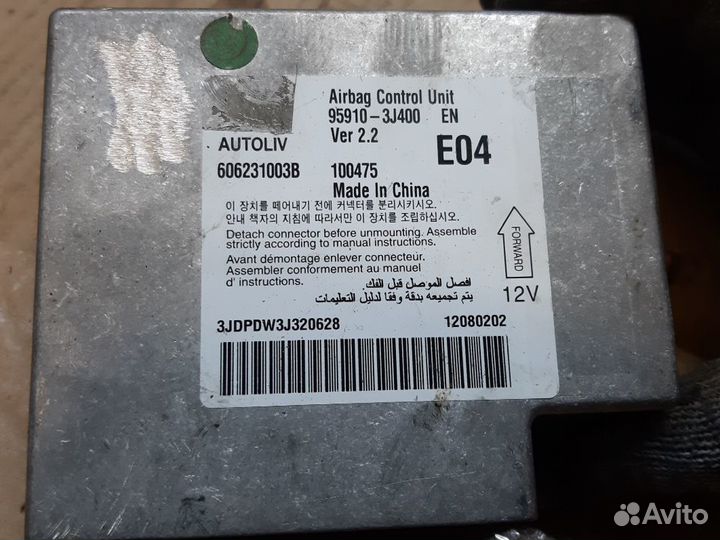 Airbag Control Unit
95910-3J400 EN
Ver 2.2
E04
AUTOLIV
606231003B 100475
Made In China
이 장치를 떼어내기 전에 커넥터를 분리시키시오.
안내 책자의 지침에 따라서만 이 장치를 조립하십시오.
Detach connector before unmounting. Assemble
strictly according to manual instructions.
Avant démontage enlever connecteur.
Assembler conformement au manuel
d' instructions.
افصل الموصل قبل الفك.
يتم تجميعه بدقة وفقا لدليل التعليمات
FORWARD
12V
3JDPDW3J320628 12080202
Avito